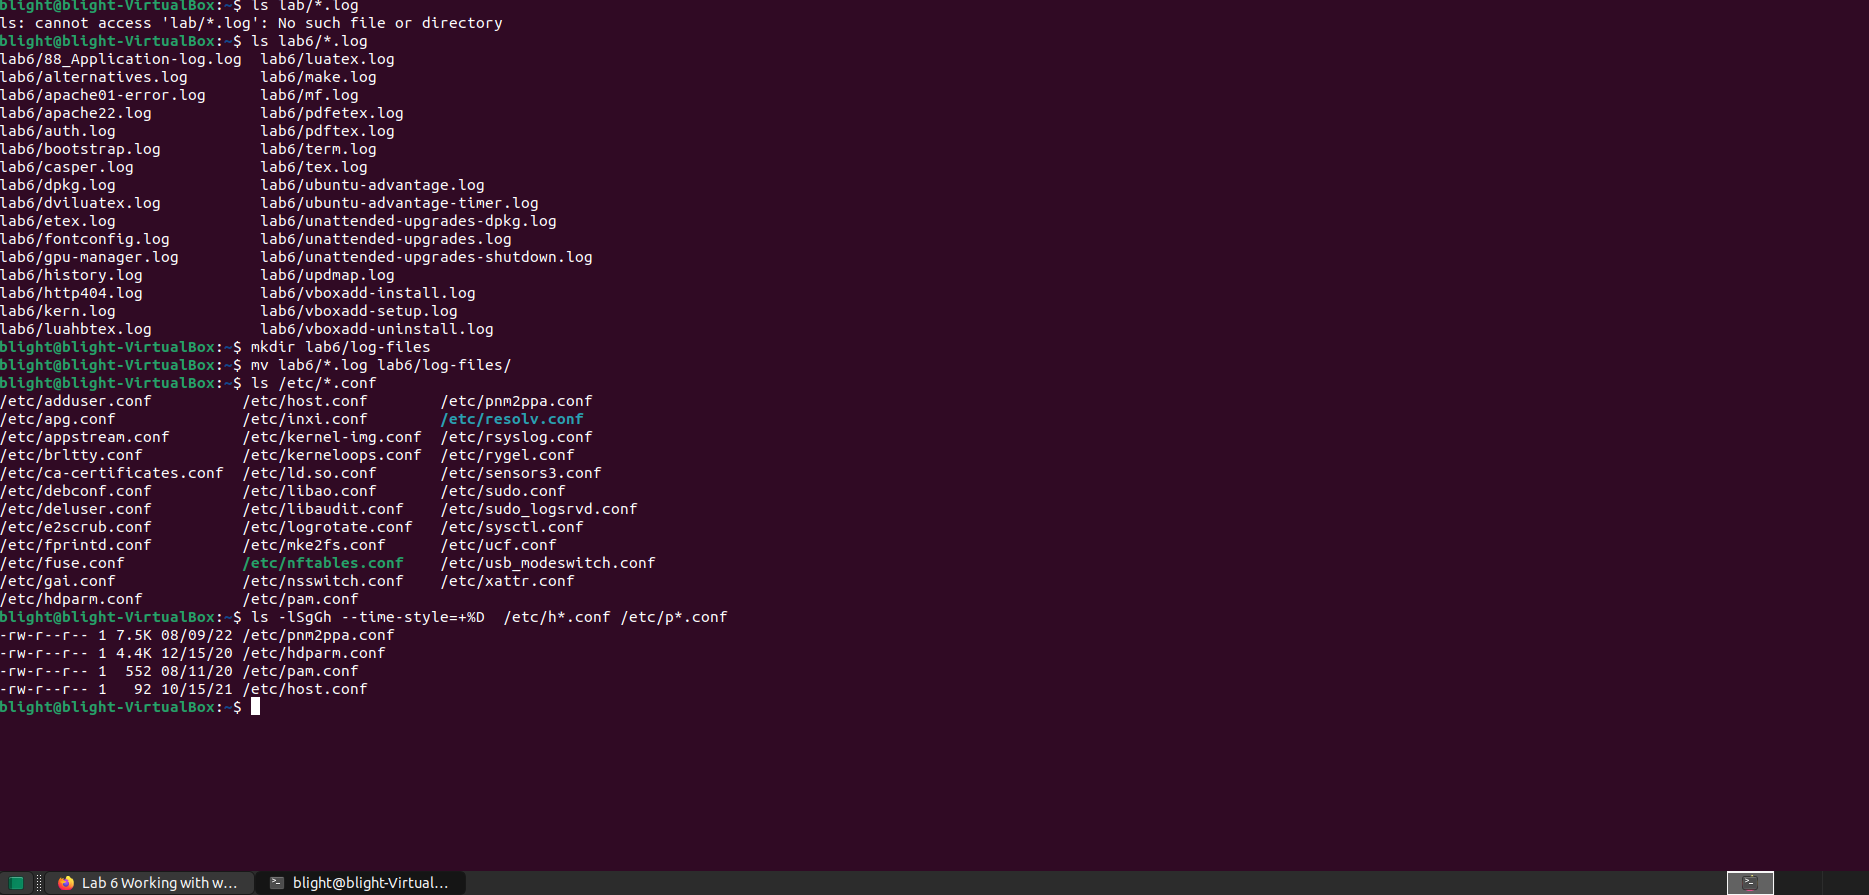 blight@blight-VirtualBox:~$ ls lab/*.log
ls: cannot access 'lab/*.log': No such file or directory
blight@blight-VirtualBox:~$ ls lab6/*.log
lab6/88_Application-log.log  lab6/luatex.log
lab6/alternatives.log        lab6/make.log
lab6/apache01-error.log      lab6/mf.log
lab6/apache22.log            lab6/pdfetex.log
lab6/auth.log                lab6/pdftex.log
lab6/bootstrap.log           lab6/term.log
lab6/casper.log              lab6/tex.log
lab6/dpkg.log                lab6/ubuntu-advantage.log
lab6/dviluatex.log           lab6/ubuntu-advantage-timer.log
lab6/etex.log                lab6/unattended-upgrades-dpkg.log
lab6/fontconfig.log          lab6/unattended-upgrades.log
lab6/gpu-manager.log         lab6/unattended-upgrades-shutdown.log
lab6/history.log             lab6/updmap.log
lab6/http404.log             lab6/vboxadd-install.log
lab6/kern.log                lab6/vboxadd-setup.log
lab6/luahbtex.log            lab6/vboxadd-uninstall.log
blight@blight-VirtualBox:~$ mkdir lab6/log-files
blight@blight-VirtualBox:~$ mv lab6/*.log lab6/log-files/
blight@blight-VirtualBox:~$ ls /etc/*.conf
/etc/adduser.conf          /etc/host.conf        /etc/pnm2ppa.conf
/etc/apg.conf              /etc/inxi.conf        /etc/resolv.conf
/etc/appstream.conf        /etc/kernel-img.conf  /etc/rsyslog.conf
/etc/brltty.conf           /etc/kerneloops.conf  /etc/rygel.conf
/etc/ca-certificates.conf  /etc/ld.so.conf       /etc/sensors3.conf
/etc/debconf.conf          /etc/libao.conf       /etc/sudo.conf
/etc/deluser.conf          /etc/libaudit.conf    /etc/sudo_logsrvd.conf
/etc/e2scrub.conf          /etc/logrotate.conf   /etc/sysctl.conf
/etc/fprintd.conf          /etc/mke2fs.conf      /etc/ucf.conf
/etc/fuse.conf             /etc/nftables.conf    /etc/usb_modeswitch.conf
/etc/gai.conf              /etc/nsswitch.conf    /etc/xattr.conf
/etc/hdparm.conf           /etc/pam.conf
blight@blight-VirtualBox:~$ ls -lSgGh --time-style=+%D  /etc/h*.conf /etc/p*.conf
-rw-r--r-- 1 7.5K 08/09/22 /etc/pnm2ppa.conf
-rw-r--r-- 1 4.4K 12/15/20 /etc/hdparm.conf
-rw-r--r-- 1  552 08/11/20 /etc/pam.conf
-rw-r--r-- 1   92 10/15/21 /etc/host.conf
blight@blight-VirtualBox:~$
Lab 6 Working with w... blight@blight-Virtual...